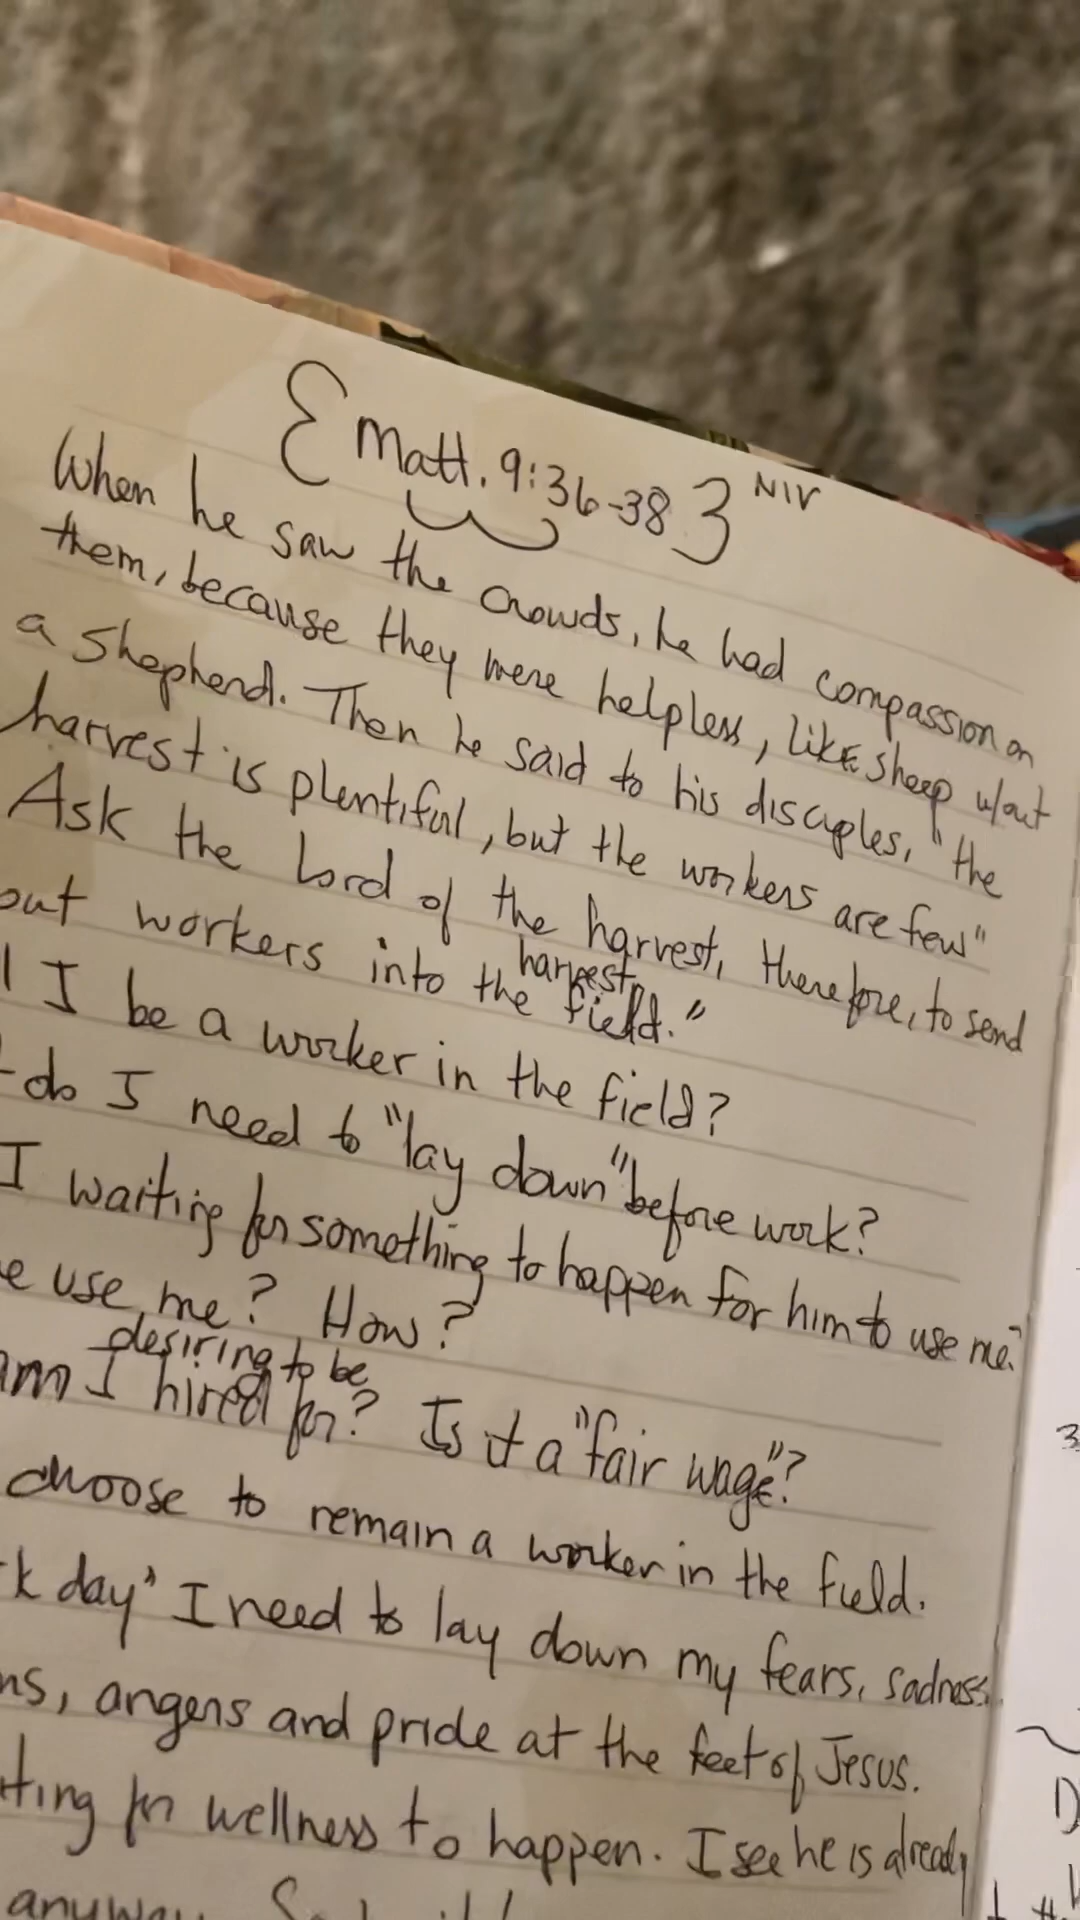 { Matt. 9:36-38 } NIV
When he saw the crowds, he had compassion on
them, because they were helpless, like sheep w/out
a shepherd. Then he said to his disciples, "the
harvest is plentiful, but the workers are few"
Ask the Lord of the harvest, therefore, to send
out workers into the harvest field."
I be a worker in the field?
do I need to "lay down" before work?
I waiting for something to happen for him to use me?
use me? How?
am I desiring to be hired for? Is it a "fair wage"?
choose to remain a worker in the field.
day" I need to lay down my fears, sadness
angers and pride at the feet of Jesus.
for wellness to happen. I see he is already
anyway.